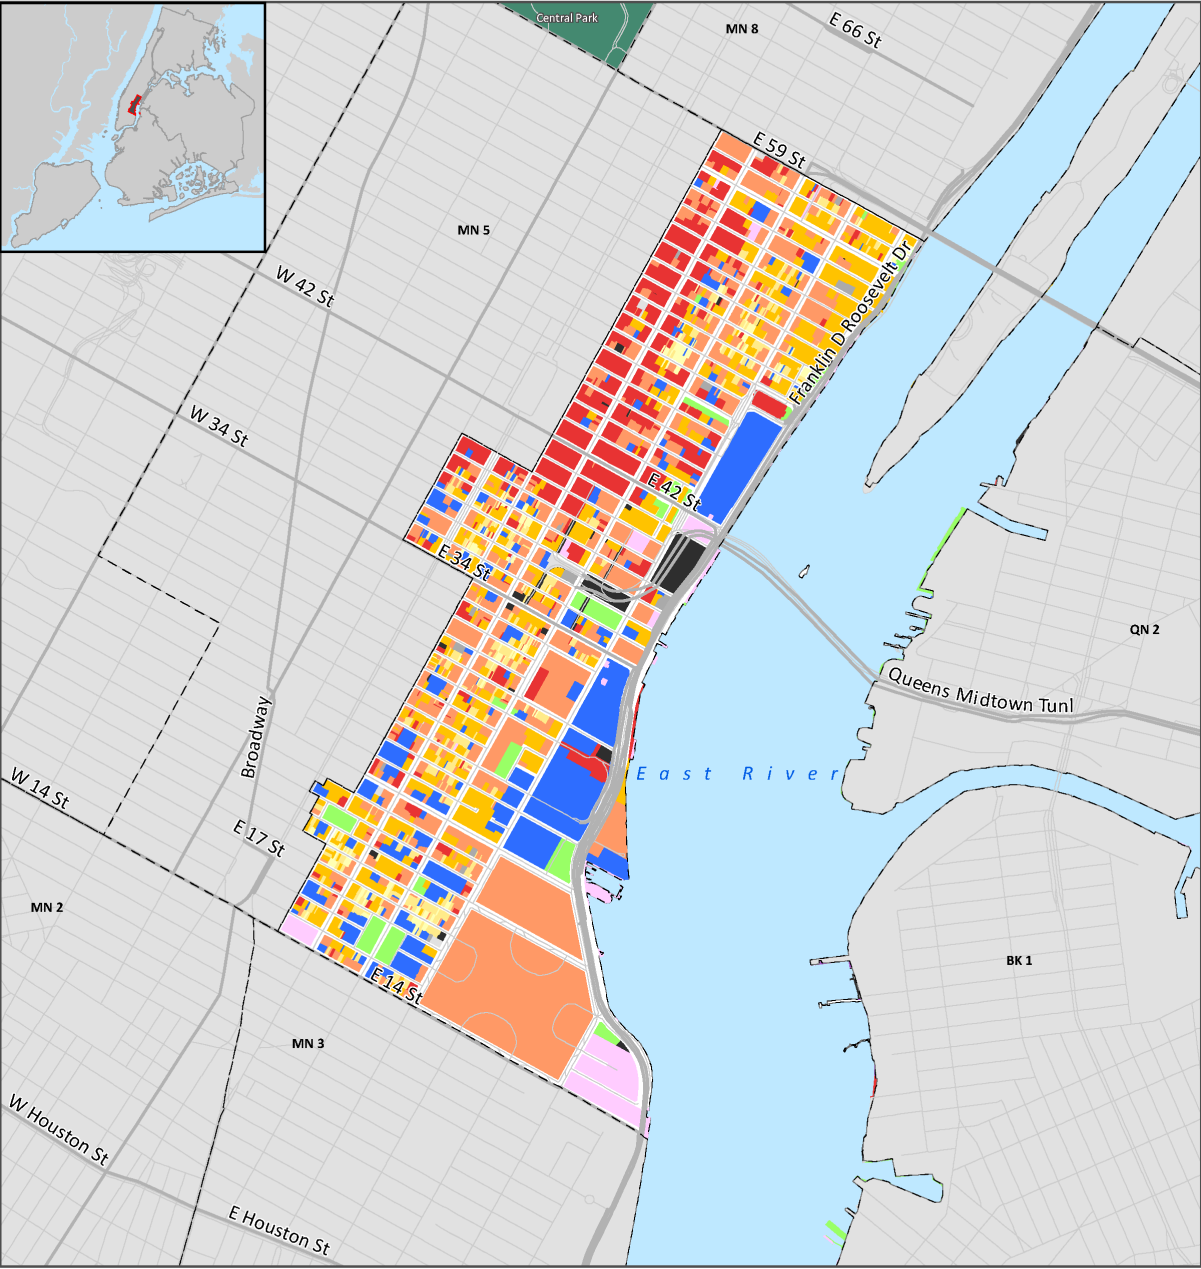 Central Park
MN 8
E 66 St
E 59 St
MN 5
Franklin D Roosevelt Dr
W 42 St
W 34 St
E 42 St
E 34 St
QN 2
Queens Midtown Tunl
Broadway
East River
W 14 St
E 17 St
MN 2
BK 1
E 14 St
MN 3
W Houston St
E Houston St